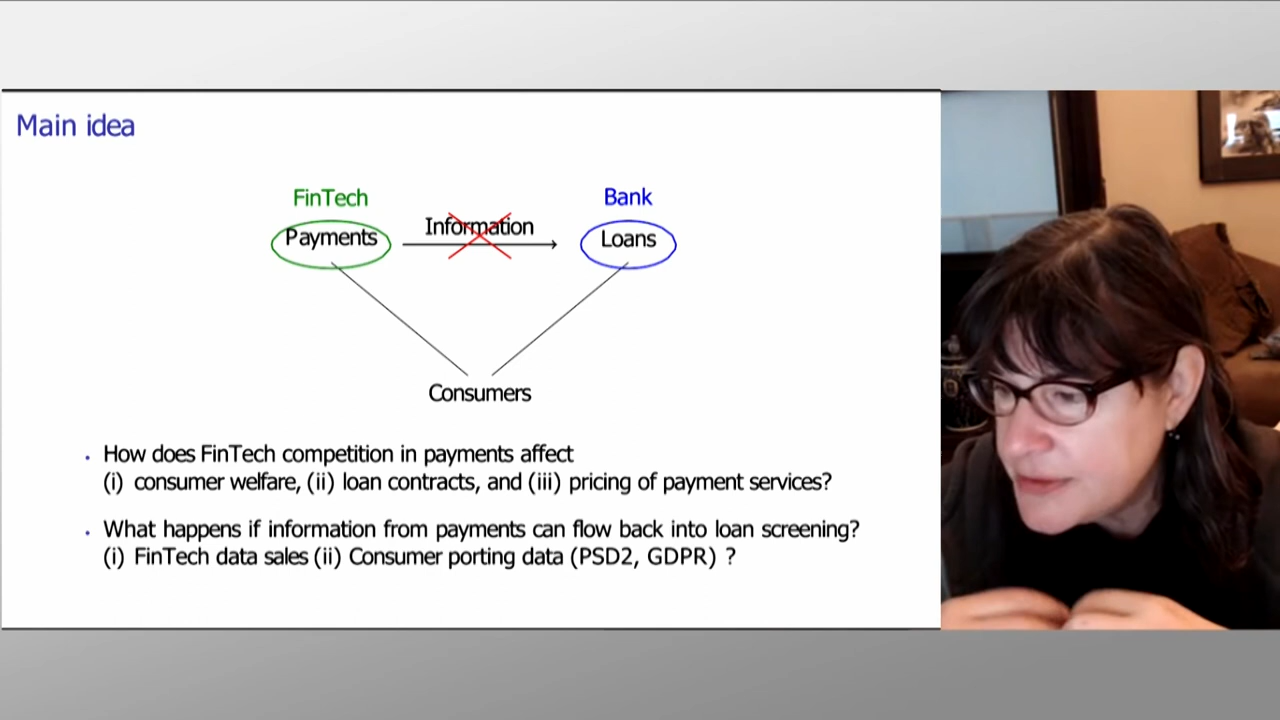 Main idea
FinTech
Bank
Information
Payments
Loans
Consumers
· How does FinTech competition in payments affect
(i) consumer welfare, (ii) loan contracts, and (iii) pricing of payment services?
· What happens if information from payments can flow back into loan screening?
(i) FinTech data sales (ii) Consumer porting data (PSD2, GDPR) ?